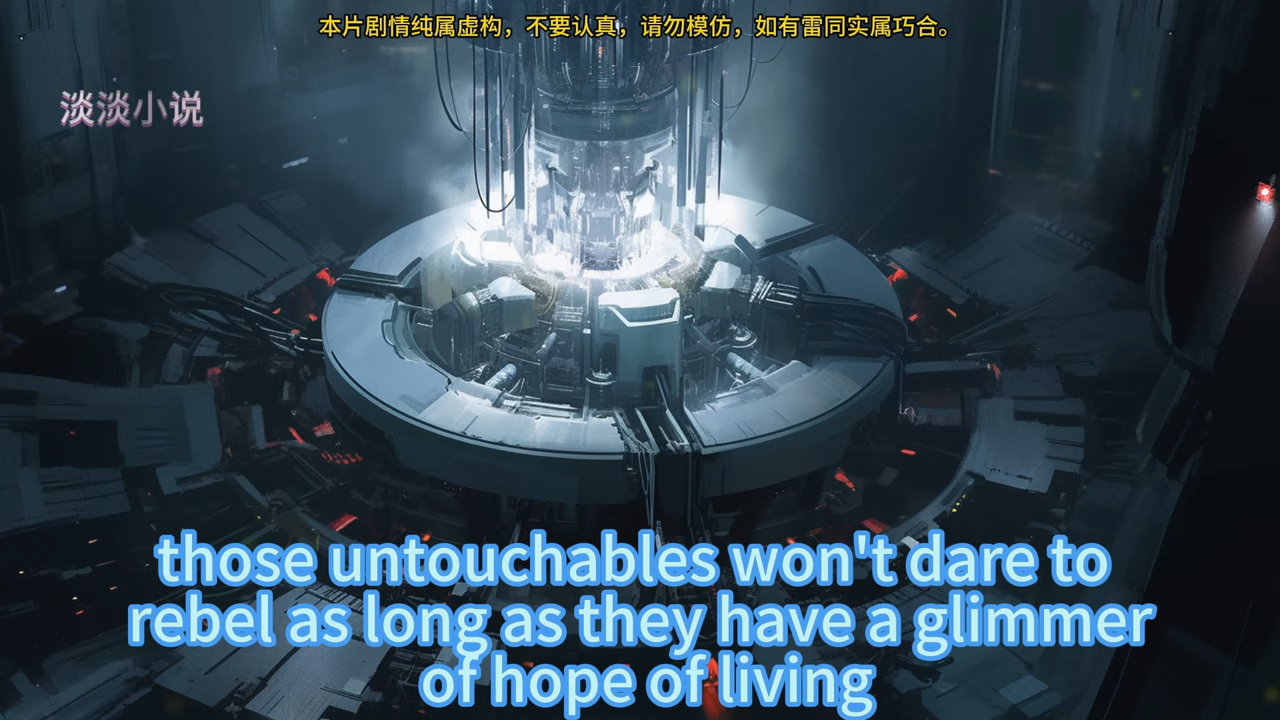 本片剧情纯属虚构，不要认真，请勿模仿，如有雷同实属巧合。
淡淡小说
those untouchables won't dare to
rebel as long as they have a glimmer
of hope of living